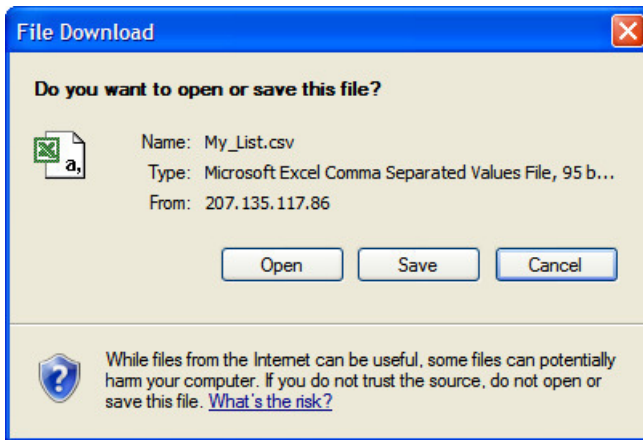 File Download
Do you want to open or save this file?
a,
Name: My_List.csv
Type: Microsoft Excel Comma Separated Values File, 95 b...
From: 207.135.117.86
Open Save Cancel
While files from the Internet can be useful, some files can potentially
harm your computer. If you do not trust the source, do not open or
save this file. What's the risk?